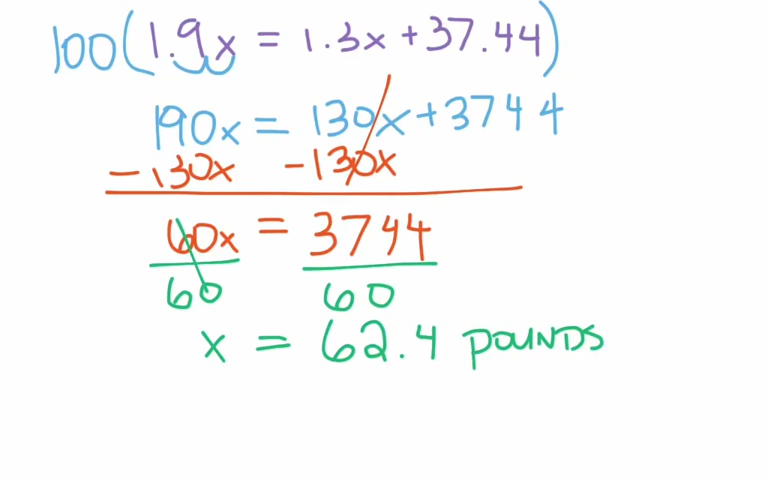 100(1.9x = 1.3x + 37.44)
190x = 130x + 3744
- 130x - 130x
60x = 3744
60 60
x = 62.4 POUNDS